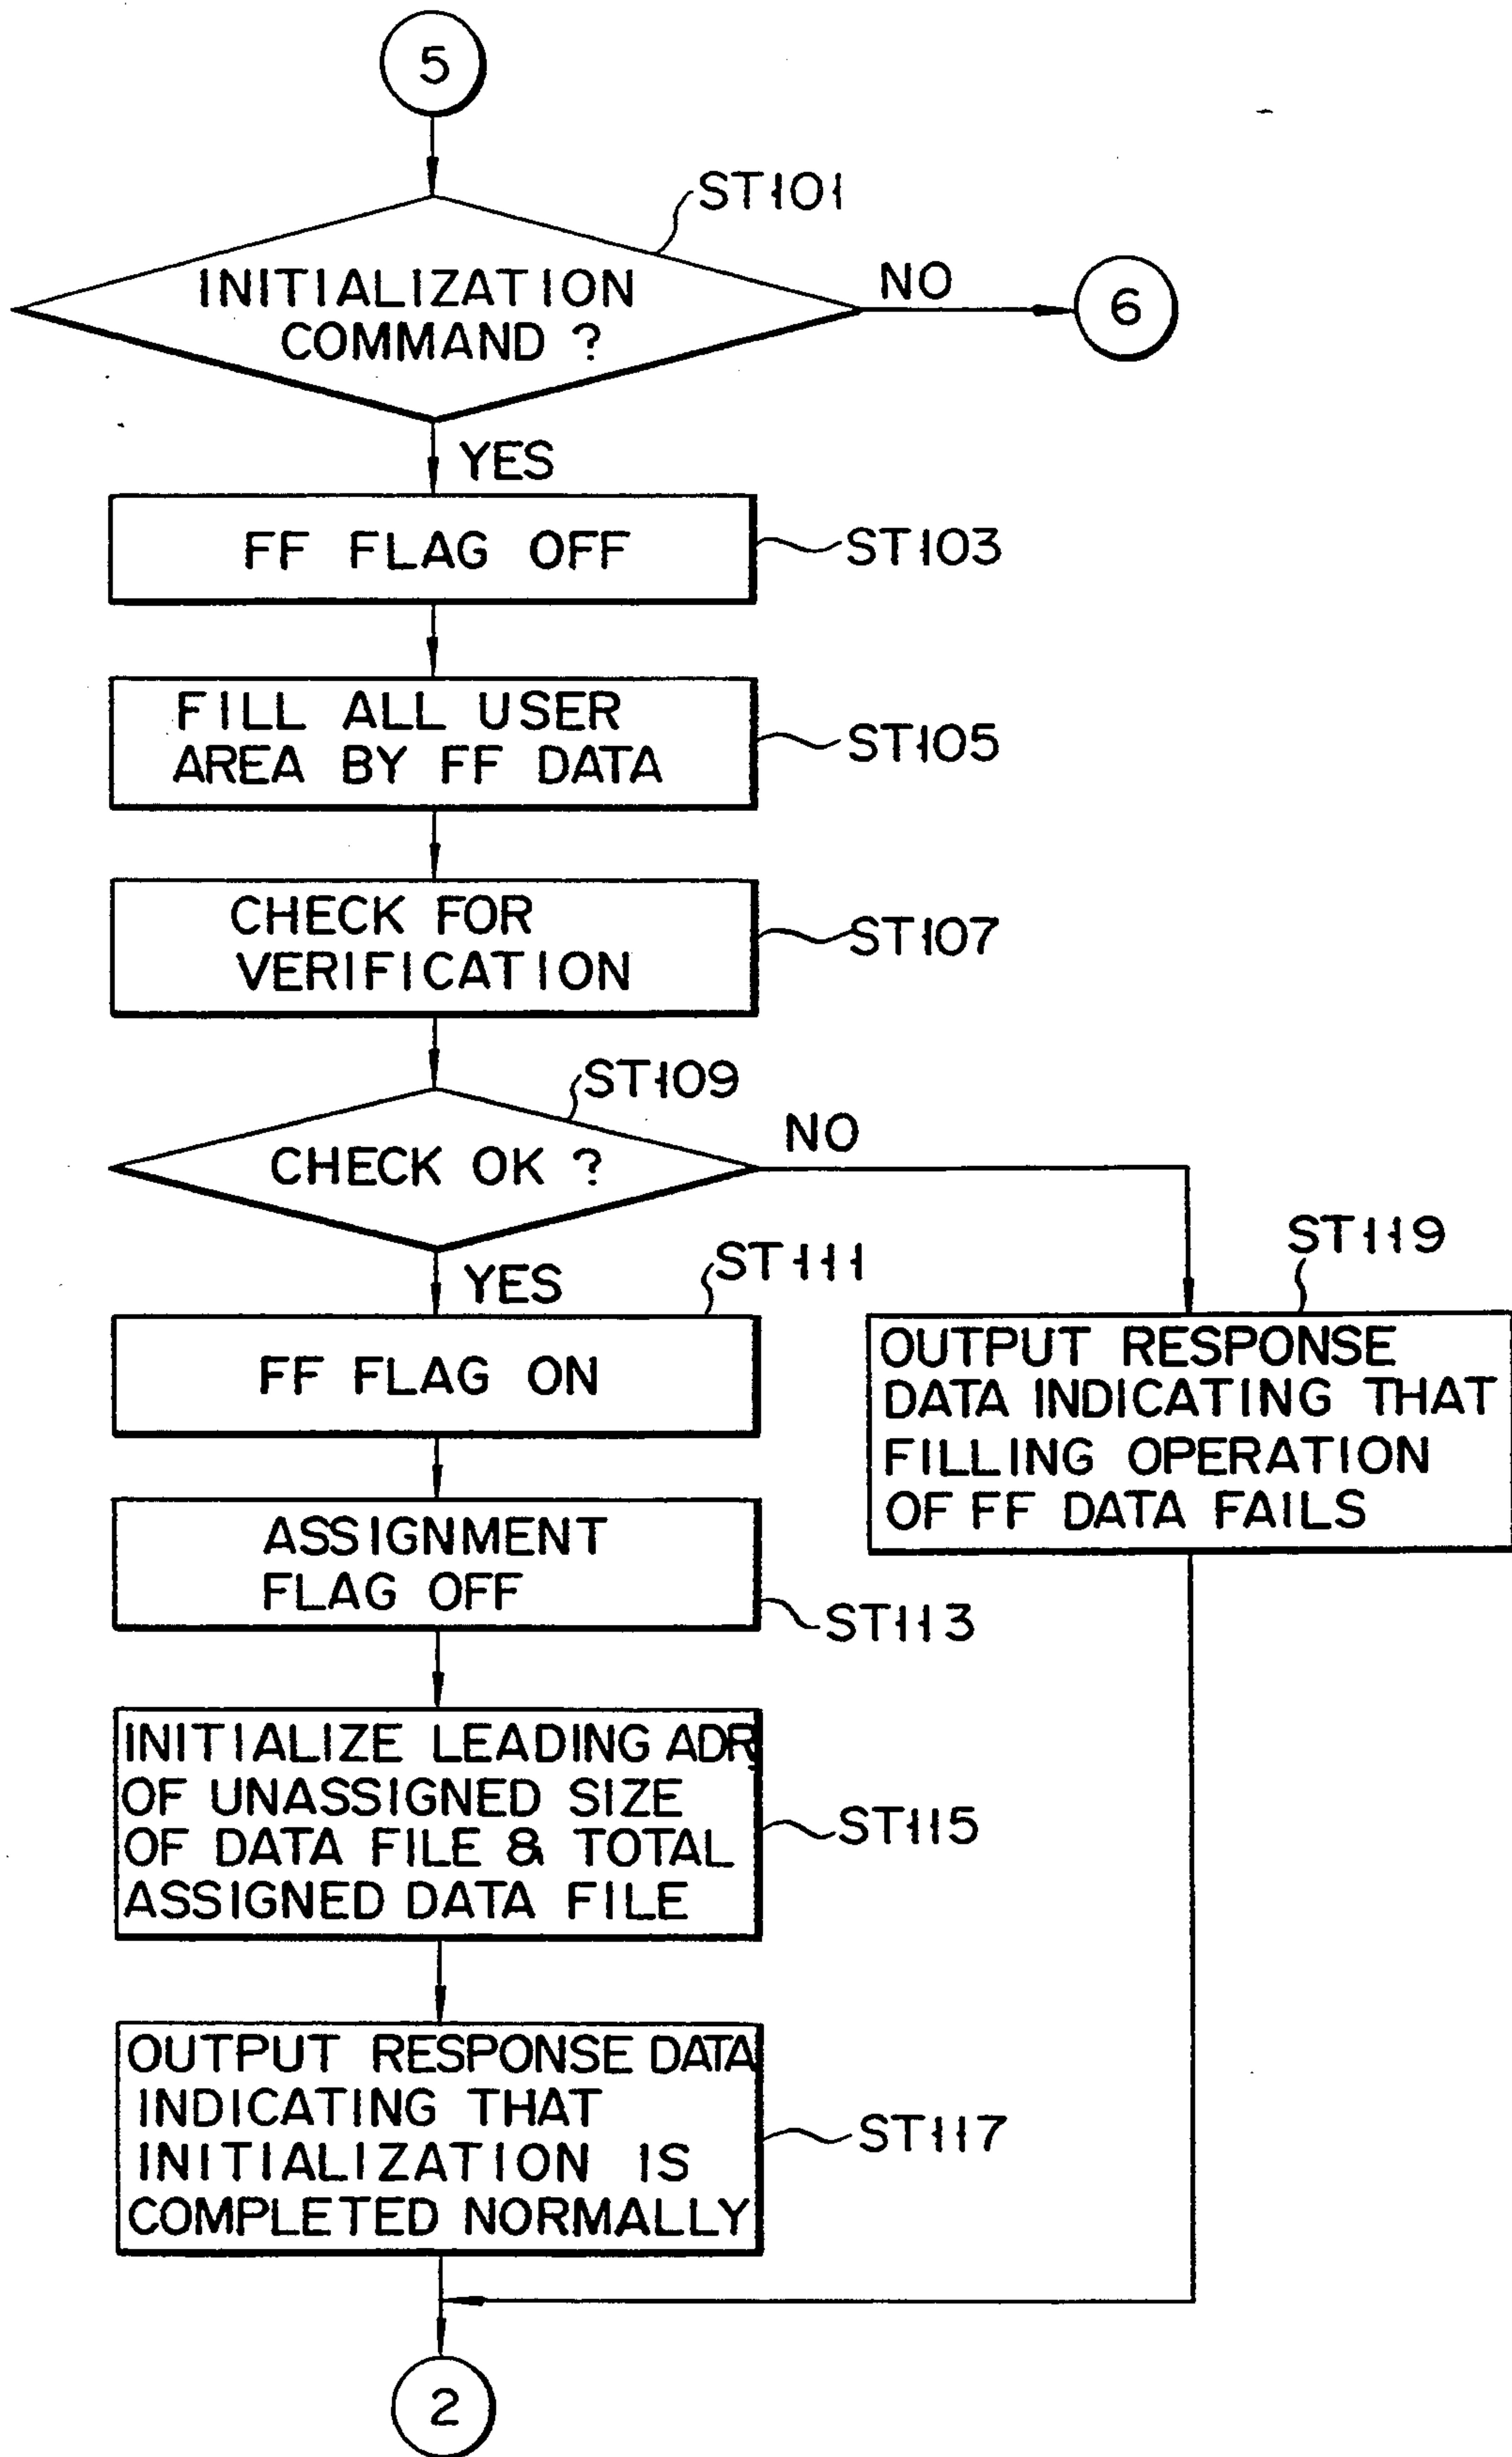 5
ST101
INITIALIZATION
COMMAND ?
NO
6
YES
FF FLAG OFF
ST103
FILL ALL USER
AREA BY FF DATA
ST105
CHECK FOR
VERIFICATION
ST107
ST109
CHECK OK ?
NO
YES
ST111
FF FLAG ON
ST119
OUTPUT RESPONSE
DATA INDICATING THAT
FILLING OPERATION
OF FF DATA FAILS
ASSIGNMENT
FLAG OFF
ST113
INITIALIZE LEADING ADR
OF UNASSIGNED SIZE
OF DATA FILE & TOTAL
ASSIGNED DATA FILE
ST115
OUTPUT RESPONSE DATA
INDICATING THAT
INITIALIZATION IS
COMPLETED NORMALLY
ST117
2